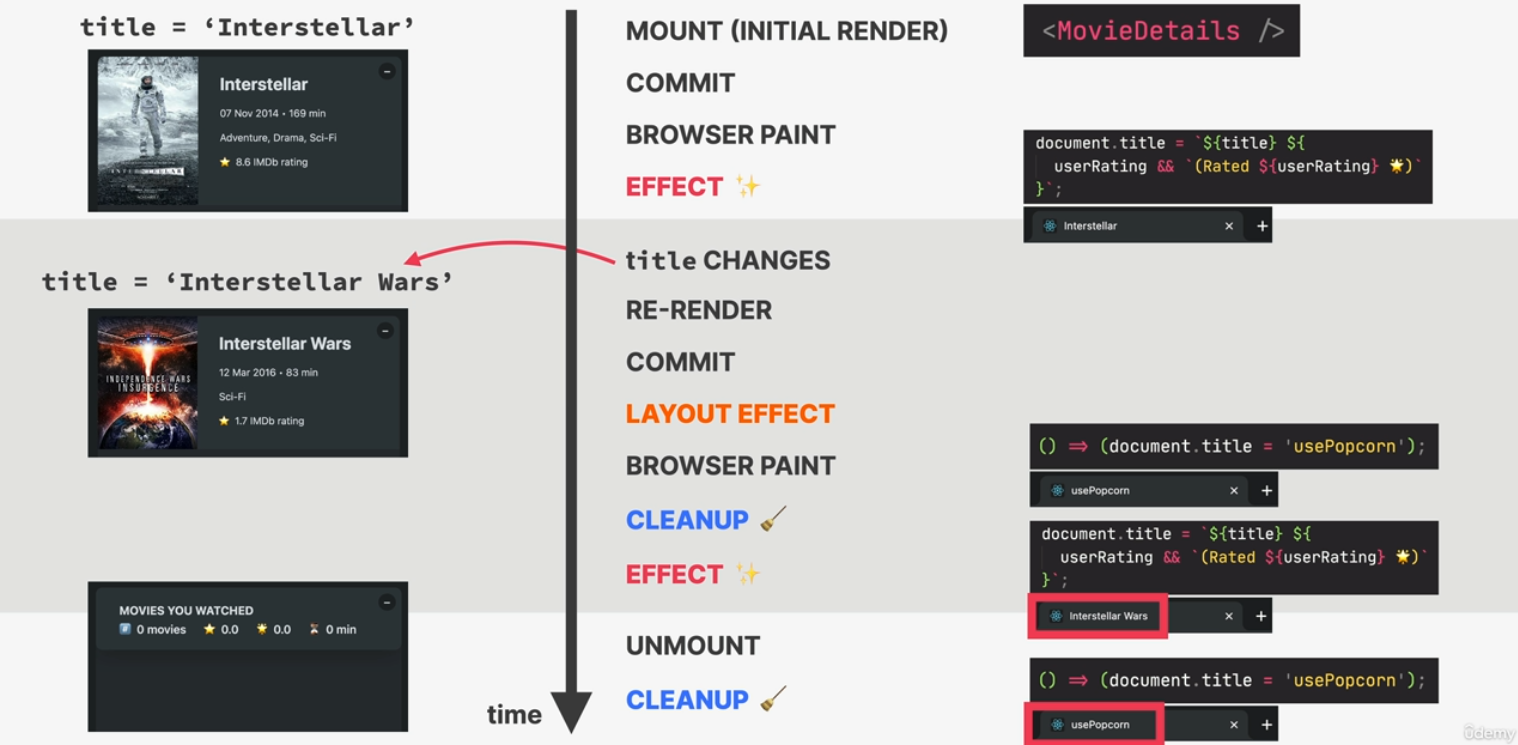 title = ‘Interstellar’
Interstellar
07 Nov 2014 • 169 min
Adventure, Drama, Sci-Fi
⭐ 8.6 IMDb rating
INTERSTELLAR
MOUNT (INITIAL RENDER)
COMMIT
BROWSER PAINT
EFFECT ✨
<MovieDetails />
document.title = `${title} ${
userRating && `(Rated ${userRating} 🌟)`
}`;
Interstellar × +
title = ‘Interstellar Wars’
Interstellar Wars
12 Mar 2016 • 83 min
Sci-Fi
⭐ 1.7 IMDb rating
INDEPENDENCE WARS
INSURGENCE
title CHANGES
RE-RENDER
COMMIT
LAYOUT EFFECT
BROWSER PAINT
CLEANUP 🧹
EFFECT ✨
() => (document.title = 'usePopcorn');
usePopcorn × +
document.title = `${title} ${
userRating && `(Rated ${userRating} 🌟)`
}`;
Interstellar Wars × +
MOVIES YOU WATCHED
#️⃣ 0 movies ⭐ 0.0 🌟 0.0 ⏳ 0 min
time
UNMOUNT
CLEANUP 🧹
() => (document.title = 'usePopcorn');
usePopcorn × +
ûdemy